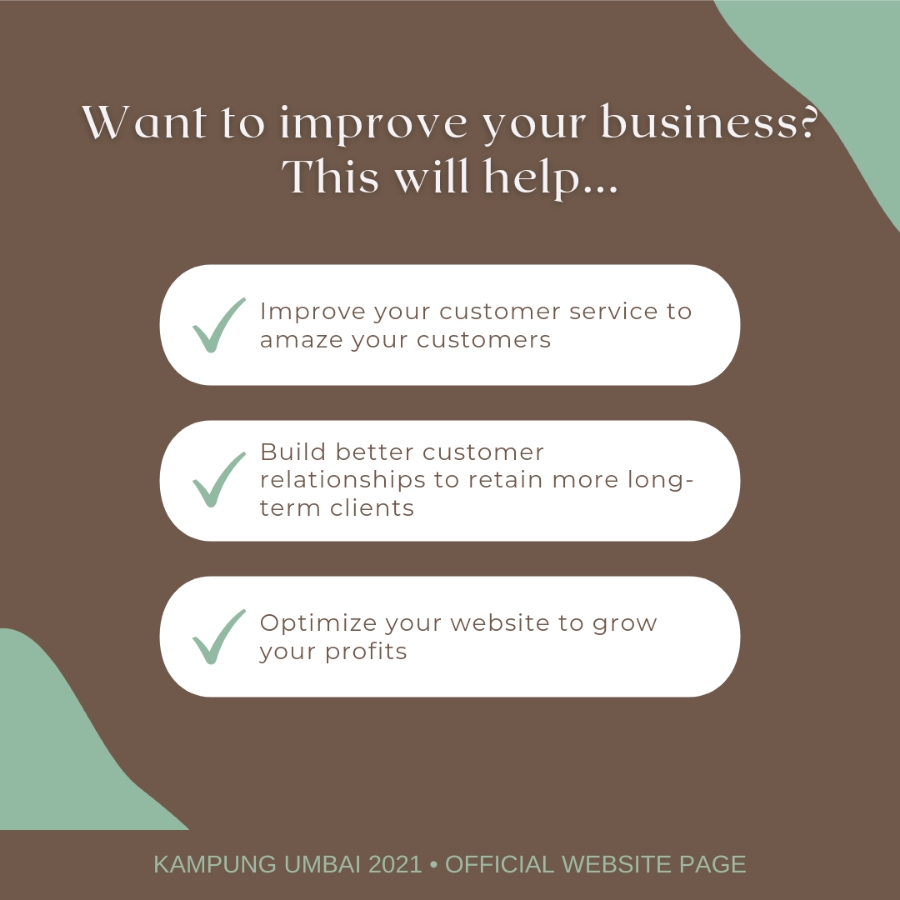 Want to improve your business?
This will help...
Improve your customer service to
amaze your customers
Build better customer
relationships to retain more long-
term clients
Optimize your website to grow
your profits
KAMPUNG UMBAI 2021 • OFFICIAL WEBSITE PAGE